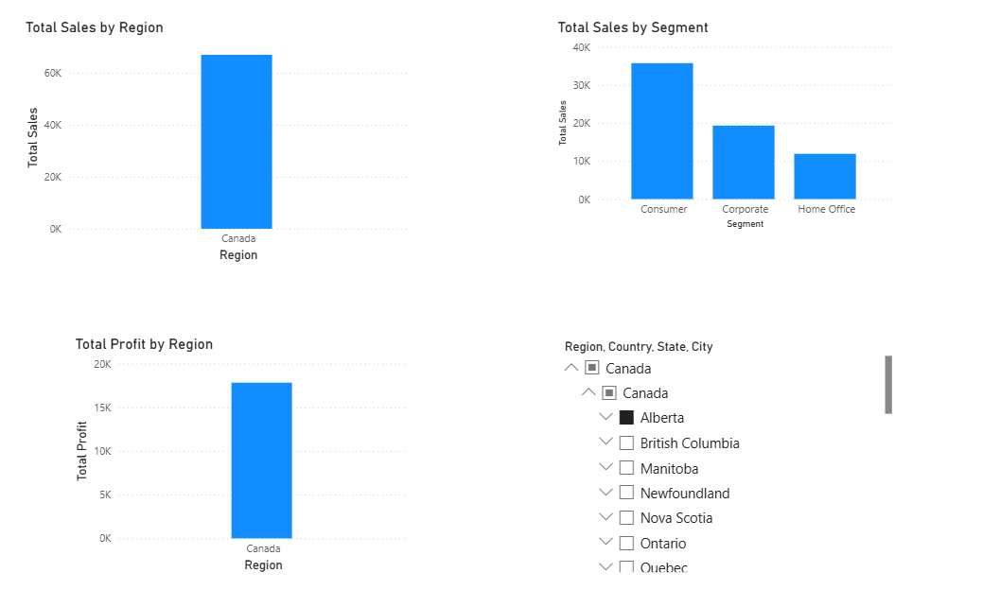 Total Sales by Region
60K
40K
20K
0K
Total Sales
Canada
Region
Total Sales by Segment
40K
30K
20K
10K
0K
Total Sales
Consumer Corporate Home Office
Segment
Total Profit by Region
20K
15K
10K
5K
0K
Total Profit
Canada
Region
Region, Country, State, City
Canada
Canada
Alberta
British Columbia
Manitoba
Newfoundland
Nova Scotia
Ontario
Quebec